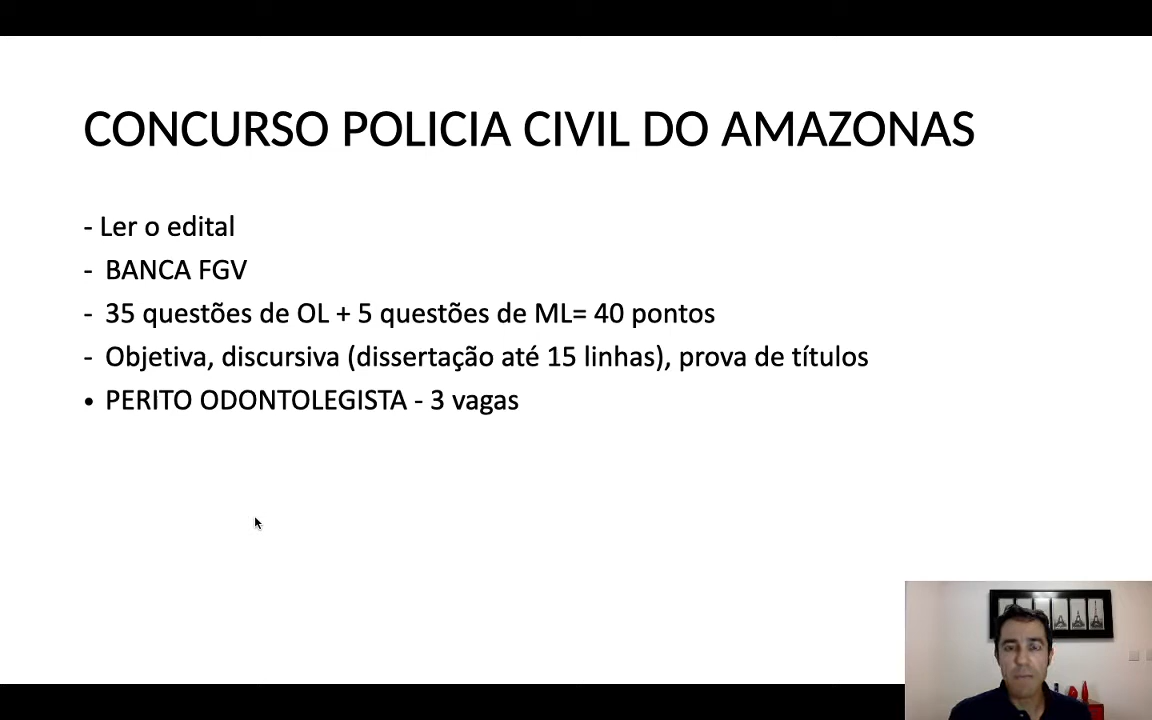 CONCURSO POLICIA CIVIL DO AMAZONAS
- Ler o edital
- BANCA FGV
- 35 questões de OL + 5 questões de ML= 40 pontos
- Objetiva, discursiva (dissertação até 15 linhas), prova de títulos
• PERITO ODONTOLEGISTA - 3 vagas